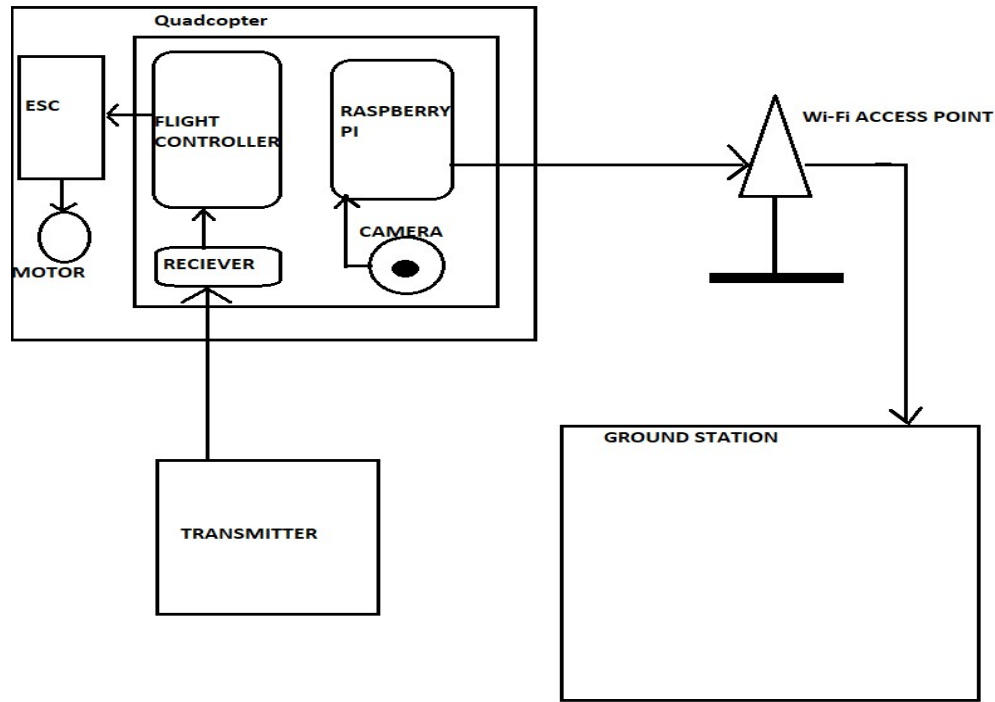 Quadcopter
ESC
FLIGHT
CONTROLLER
RASPBERRY
PI
Wi-Fi ACCESS POINT
CAMERA
RECIEVER
MOTOR
GROUND STATION
TRANSMITTER